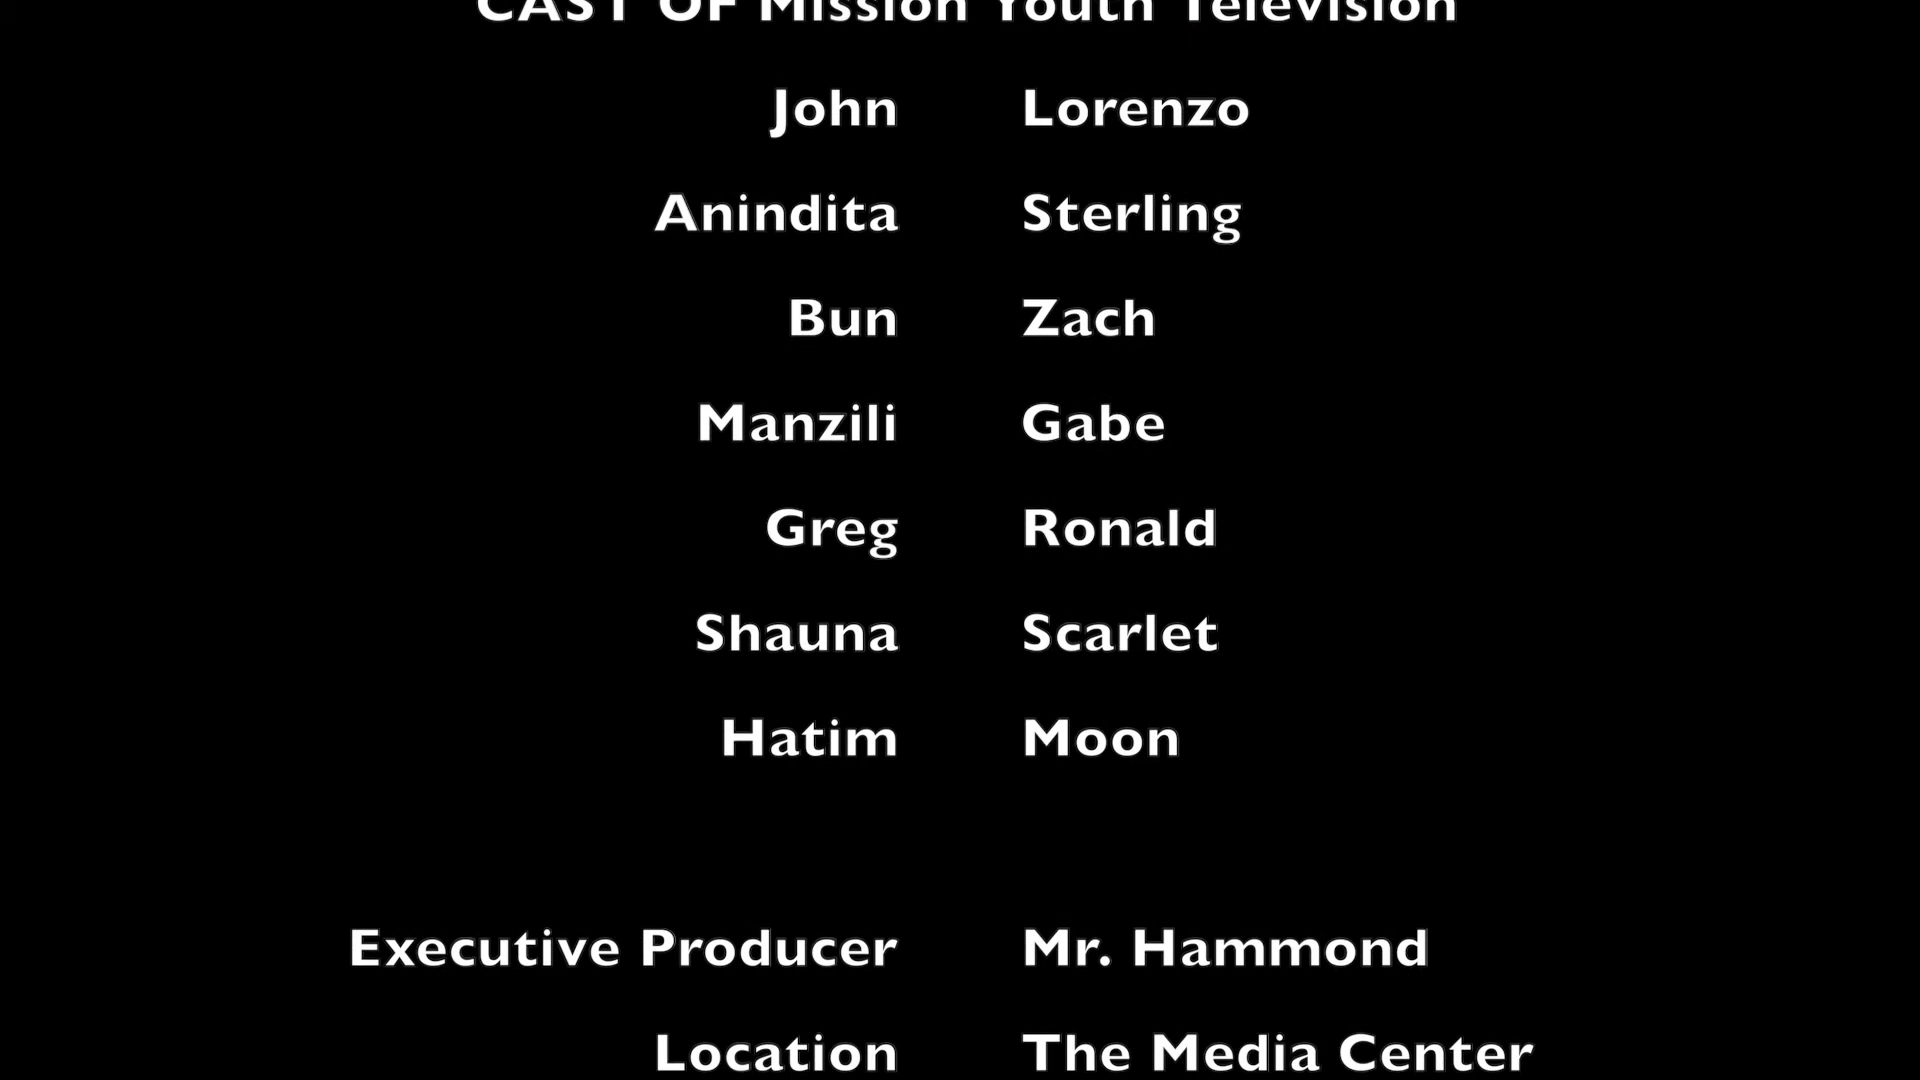 CAST OF Mission Youth Television
John Lorenzo
Anindita Sterling
Bun Zach
Manzili Gabe
Greg Ronald
Shauna Scarlet
Hatim Moon
Executive Producer Mr. Hammond
Location The Media Center